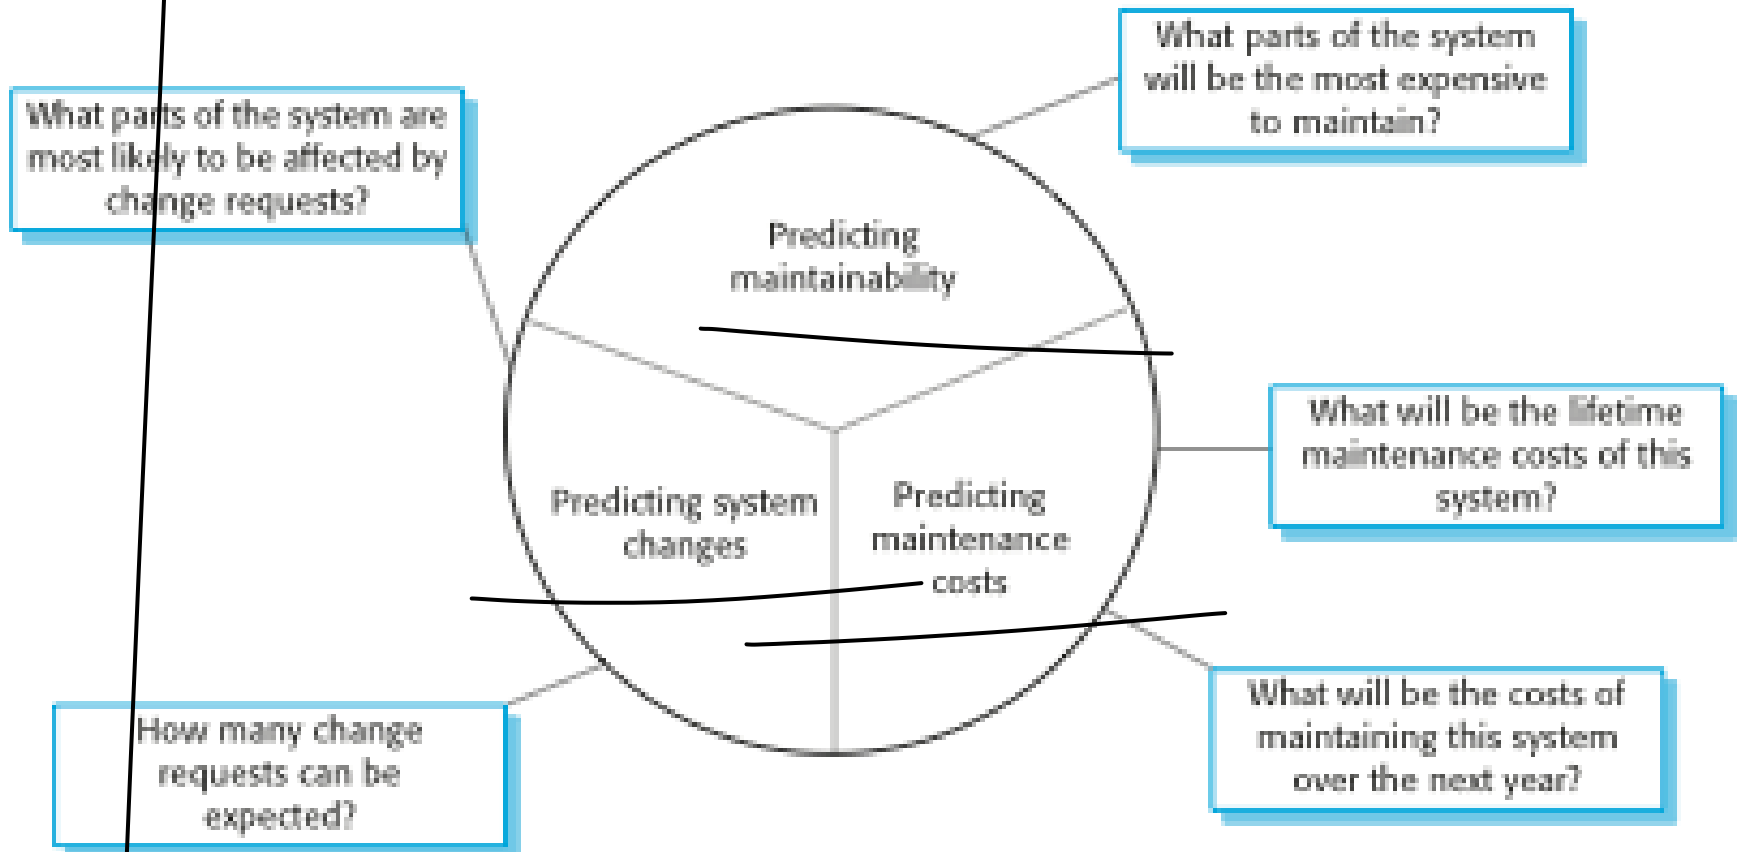 What parts of the system
will be the most expensive
to maintain?
What parts of the system are
most likely to be affected by
change requests?
Predicting
maintainability
What will be the lifetime
maintenance costs of this
system?
Predicting system
changes
Predicting
maintenance
costs
What will be the costs of
maintaining this system
over the next year?
How many change
requests can be
expected?